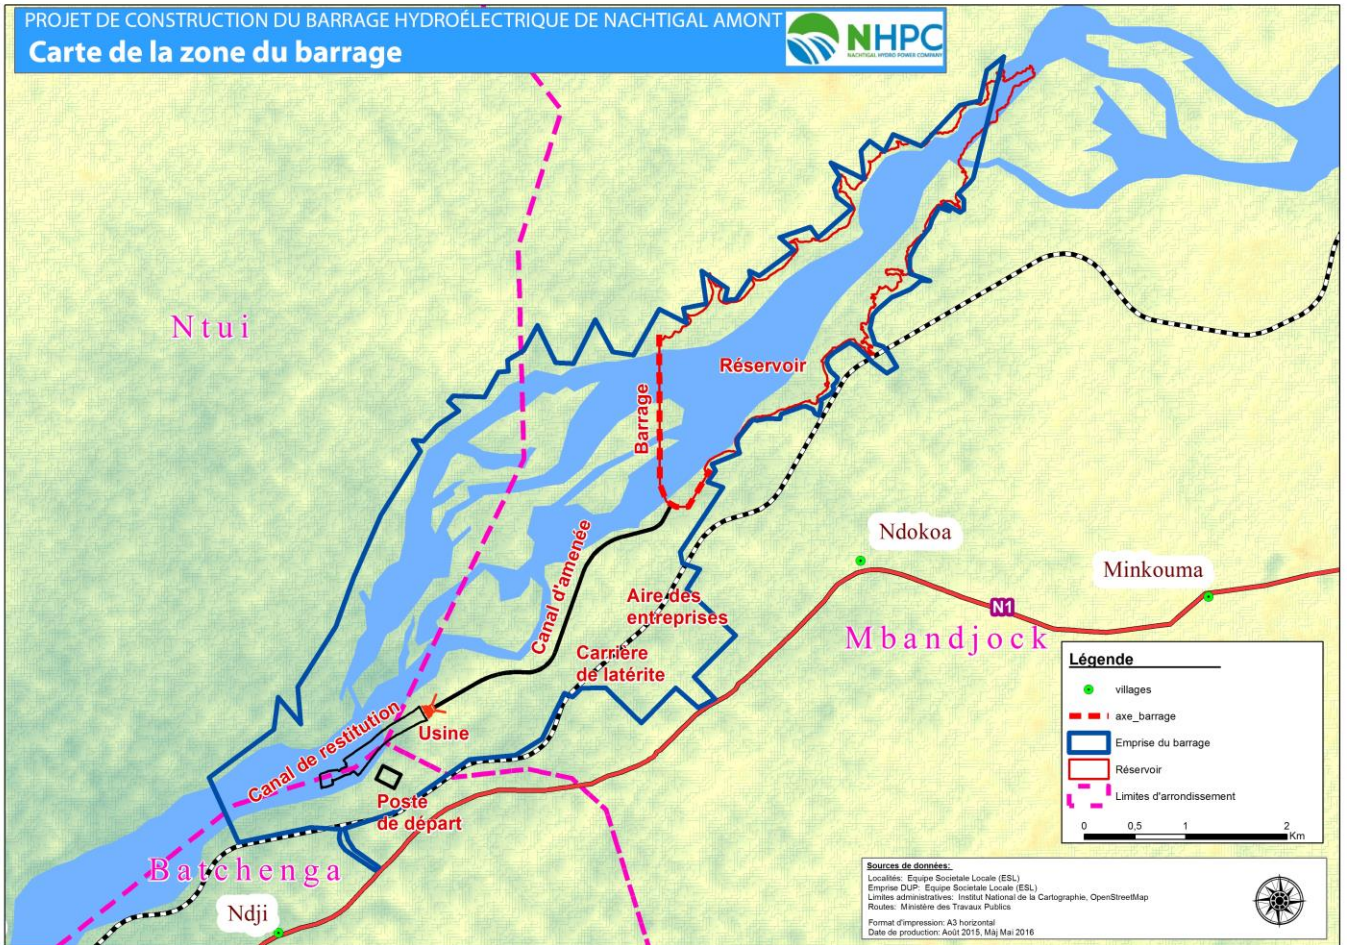 PROJET DE CONSTRUCTION DU BARRAGE HYDROÉLECTRIQUE DE NACHTIGAL AMONT
Carte de la zone du barrage
NHPC
NACHTIGAL HYDRO POWER COMPANY
Ntui
Réservoir
Barrage
Canal d'amenée
Ndokoa
Minkouma
Aire des
entreprises
N1
Mbandjock
Carrière
de latérite
Canal de restitution
Usine
Poste
de départ
Batchenga
Ndji
Légende
villages
axe_barrage
Emprise du barrage
Réservoir
Limites d'arrondissement
0 0,5 1 2
Km
Sources de données:
Localités: Equipe Societale Locale (ESL)
Emprise DUP: Equipe Societale Locale (ESL)
Limites administratives: Institut National de la Cartographie, OpenStreetMap
Routes: Ministère des Travaux Publics
Format d'impression: A3 horizontal
Date de production: Août 2015, Màj Mai 2016